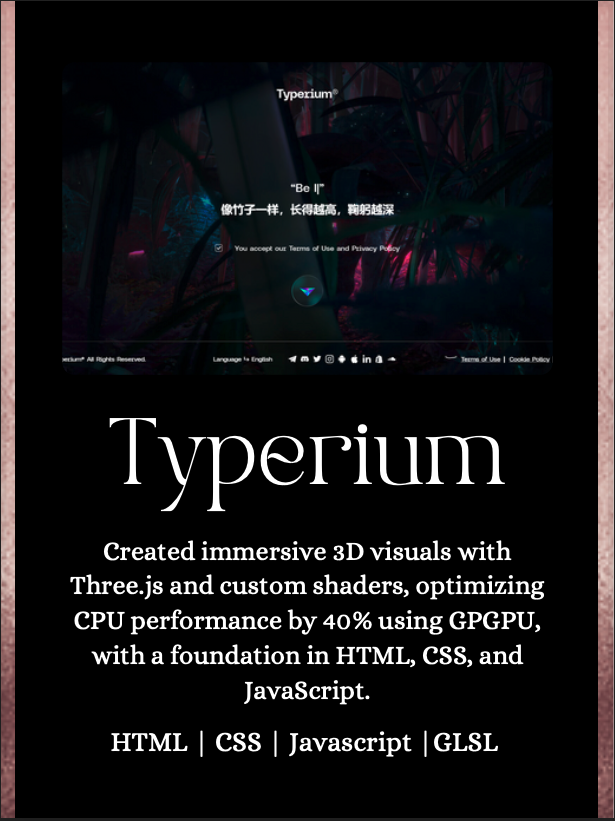 Typerium®
“Be l|”
像竹子一样，长得越高，鞠躬越深
You accept our Terms of Use and Privacy Policy
perium® All Rights Reserved.
Language ↳ English
Terms of Use | Cookie Policy
Typerium
Created immersive 3D visuals with
Three.js and custom shaders, optimizing
CPU performance by 40% using GPGPU,
with a foundation in HTML, CSS, and
JavaScript.
HTML | CSS | Javascript |GLSL